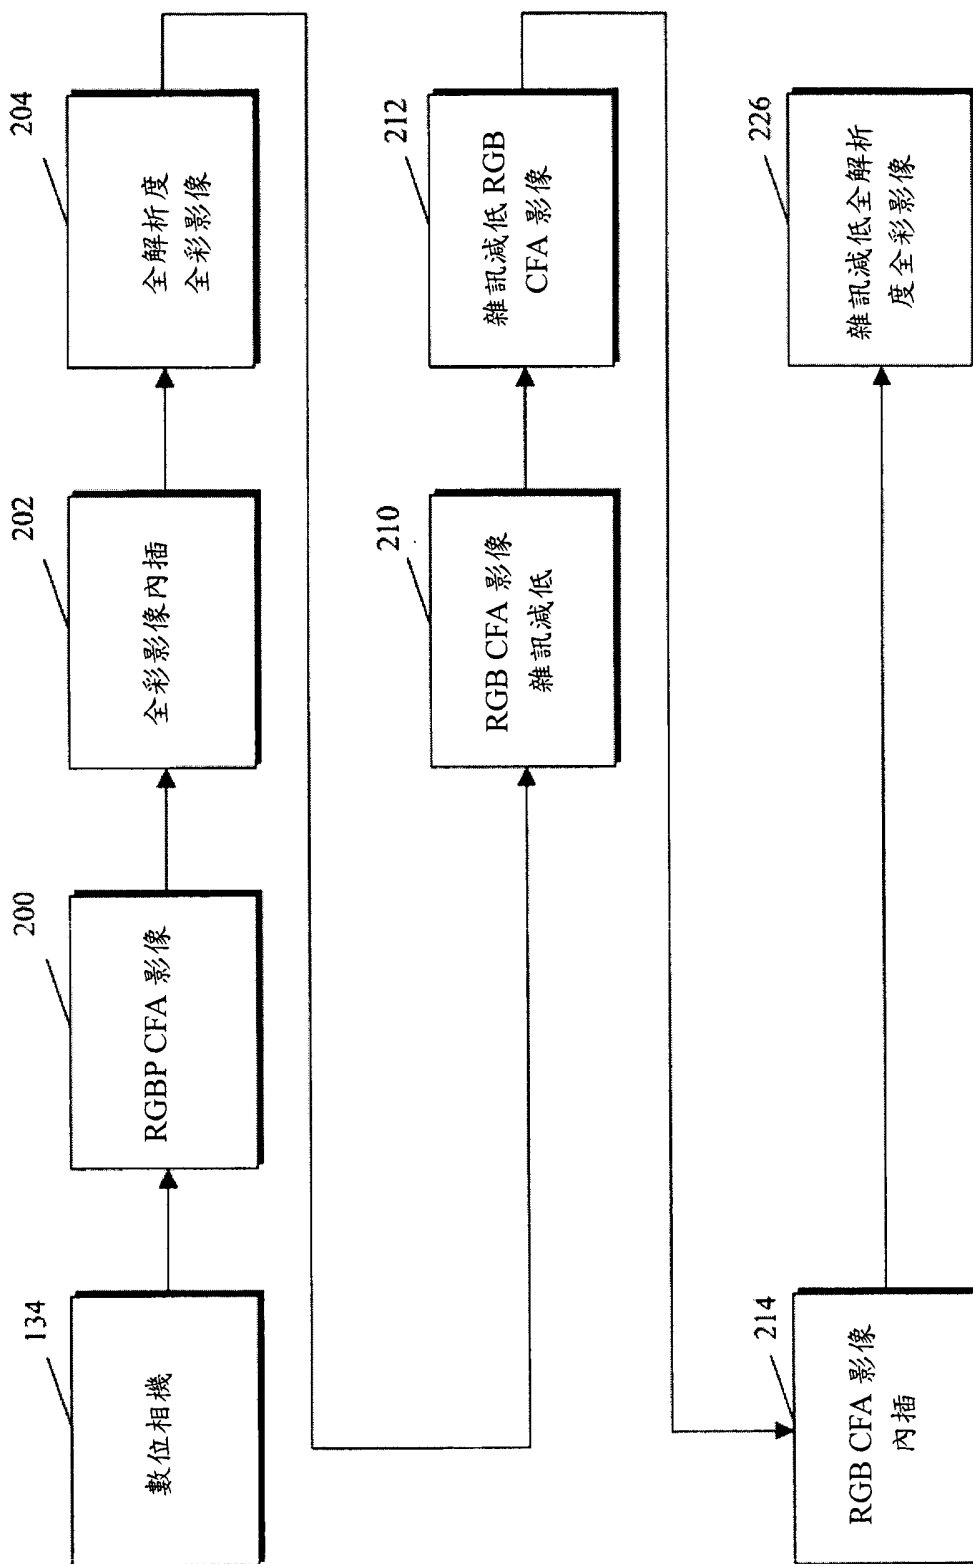 134
數位相機
200
RGBP CFA 影像
202
全彩影像內插
204
全解析度
全彩影像
210
RGB CFA 影像
雜訊減低
212
雜訊減低 RGB
CFA 影像
214
RGB CFA 影像
內插
226
雜訊減低全解析
度全彩影像